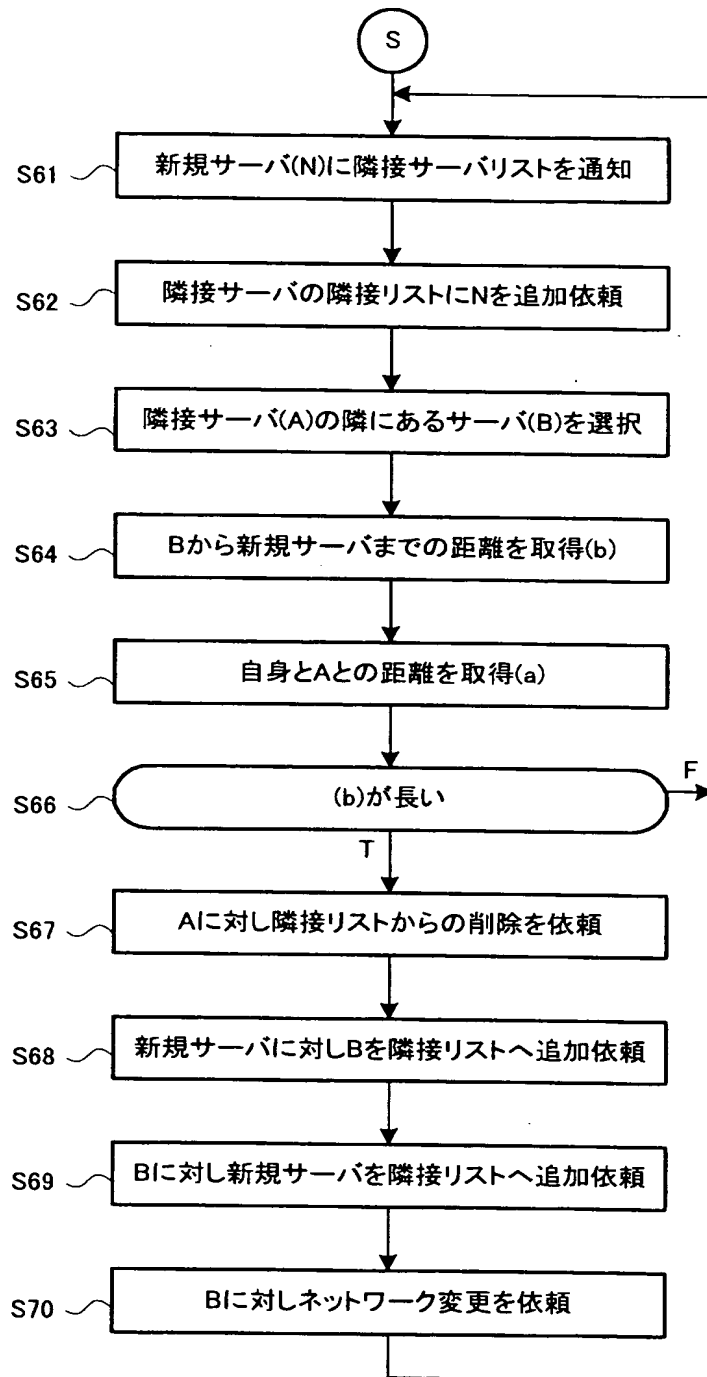 S
S61 新規サーバ(N)に隣接サーバリストを通知
S62 隣接サーバの隣接リストにNを追加依頼
S63 隣接サーバ(A)の隣にあるサーバ(B)を選択
S64 Bから新規サーバまでの距離を取得(b)
S65 自身とAとの距離を取得(a)
S66 (b)が長い F
T
S67 Aに対し隣接リストからの削除を依頼
S68 新規サーバに対しBを隣接リストへ追加依頼
S69 Bに対し新規サーバを隣接リストへ追加依頼
S70 Bに対しネットワーク変更を依頼